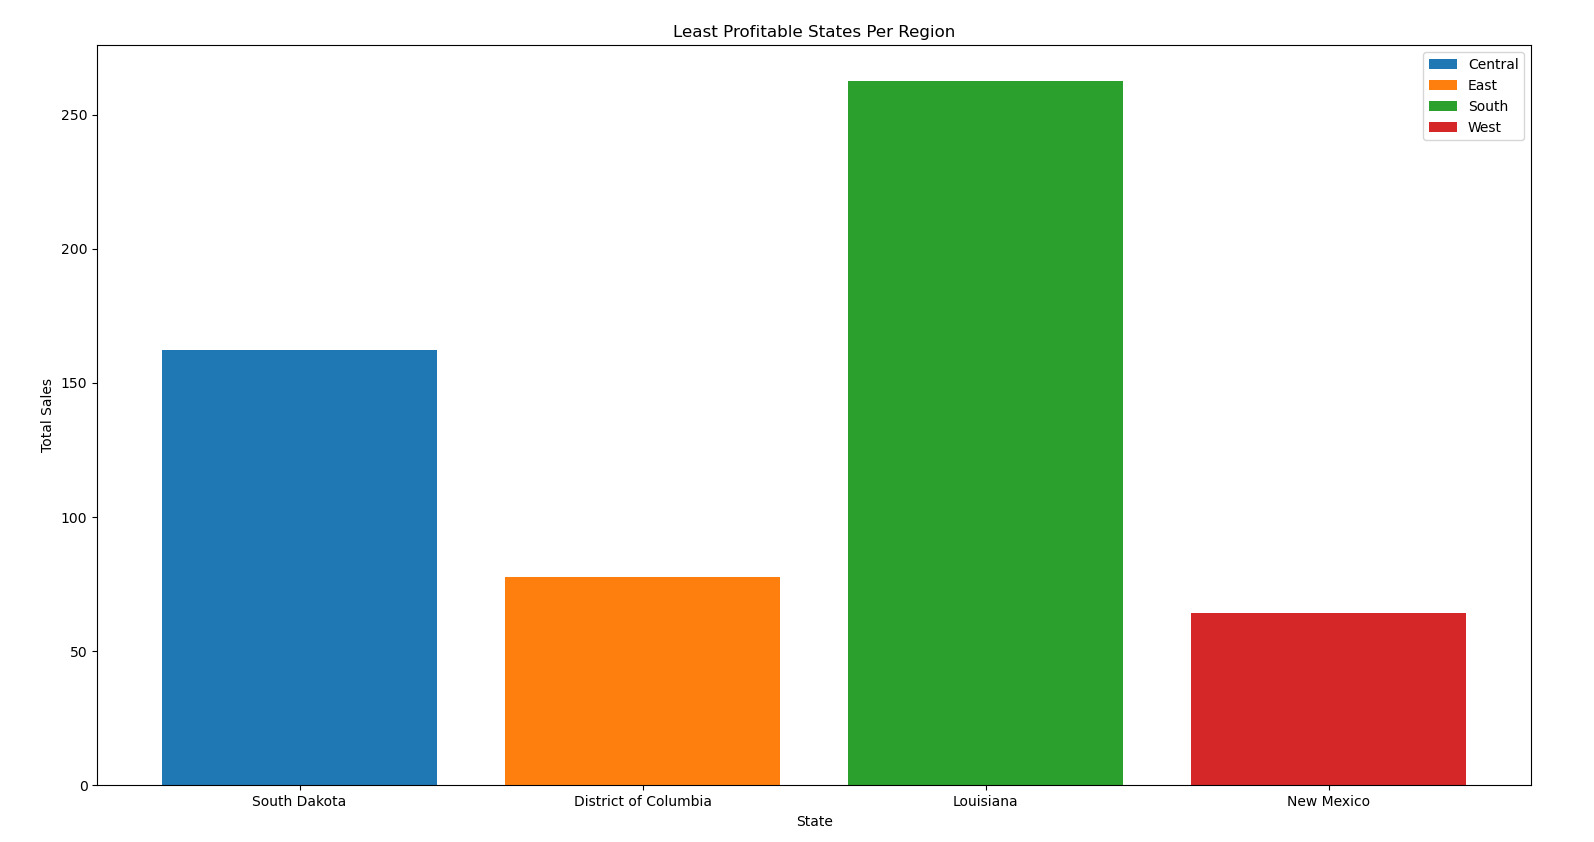 Least Profitable States Per Region
Central
East
South
West
250
200
150
100
50
0
Total Sales
South Dakota
District of Columbia
Louisiana
New Mexico
State